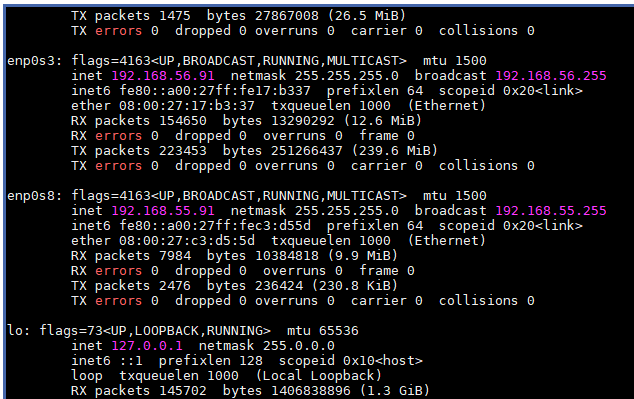 TX packets 1475  bytes 27867008 (26.5 MiB)
TX errors 0  dropped 0 overruns 0  carrier 0  collisions 0
enp0s3: flags=4163<UP,BROADCAST,RUNNING,MULTICAST>  mtu 1500
inet 192.168.56.91  netmask 255.255.255.0  broadcast 192.168.56.255
inet6 fe80::a00:27ff:fe17:b337  prefixlen 64  scopeid 0x20<link>
ether 08:00:27:17:b3:37  txqueuelen 1000  (Ethernet)
RX packets 154650  bytes 13290292 (12.6 MiB)
RX errors 0  dropped 0  overruns 0  frame 0
TX packets 223453  bytes 251266437 (239.6 MiB)
TX errors 0  dropped 0 overruns 0  carrier 0  collisions 0
enp0s8: flags=4163<UP,BROADCAST,RUNNING,MULTICAST>  mtu 1500
inet 192.168.55.91  netmask 255.255.255.0  broadcast 192.168.55.255
inet6 fe80::a00:27ff:fec3:d55d  prefixlen 64  scopeid 0x20<link>
ether 08:00:27:c3:d5:5d  txqueuelen 1000  (Ethernet)
RX packets 7984  bytes 10384818 (9.9 MiB)
RX errors 0  dropped 0  overruns 0  frame 0
TX packets 2476  bytes 236424 (230.8 KiB)
TX errors 0  dropped 0 overruns 0  carrier 0  collisions 0
lo: flags=73<UP,LOOPBACK,RUNNING>  mtu 65536
inet 127.0.0.1  netmask 255.0.0.0
inet6 ::1  prefixlen 128  scopeid 0x10<host>
loop  txqueuelen 1000  (Local Loopback)
RX packets 145702  bytes 1406838896 (1.3 GiB)